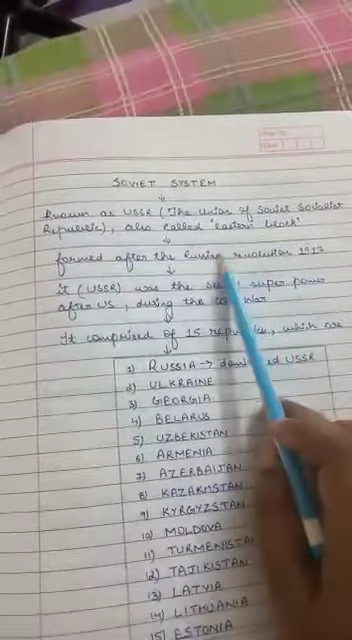 SOVIET SYSTEM
↓
Known as USSR (The union of Soviet Socialist
Republic), also called 'eastern
↓
formed after the revolution 1917
↓
it (USSR) was the super power
after US, during the war
↓
It comprised of 15 which are
↓
1) RUSSIA → USSR
2) UKRAINE
3) GEORGIA
4) BELARUS
5) UZBEKISTAN
6) ARMENIA
7) AZERBAIJAN
8) KAZAKHSTAN
9) KYRGYZSTAN
10) MOLDOVA
11)
12) TAJIKISTAN
13) LATVIA
14) LITHUANIA
15) ESTONIA